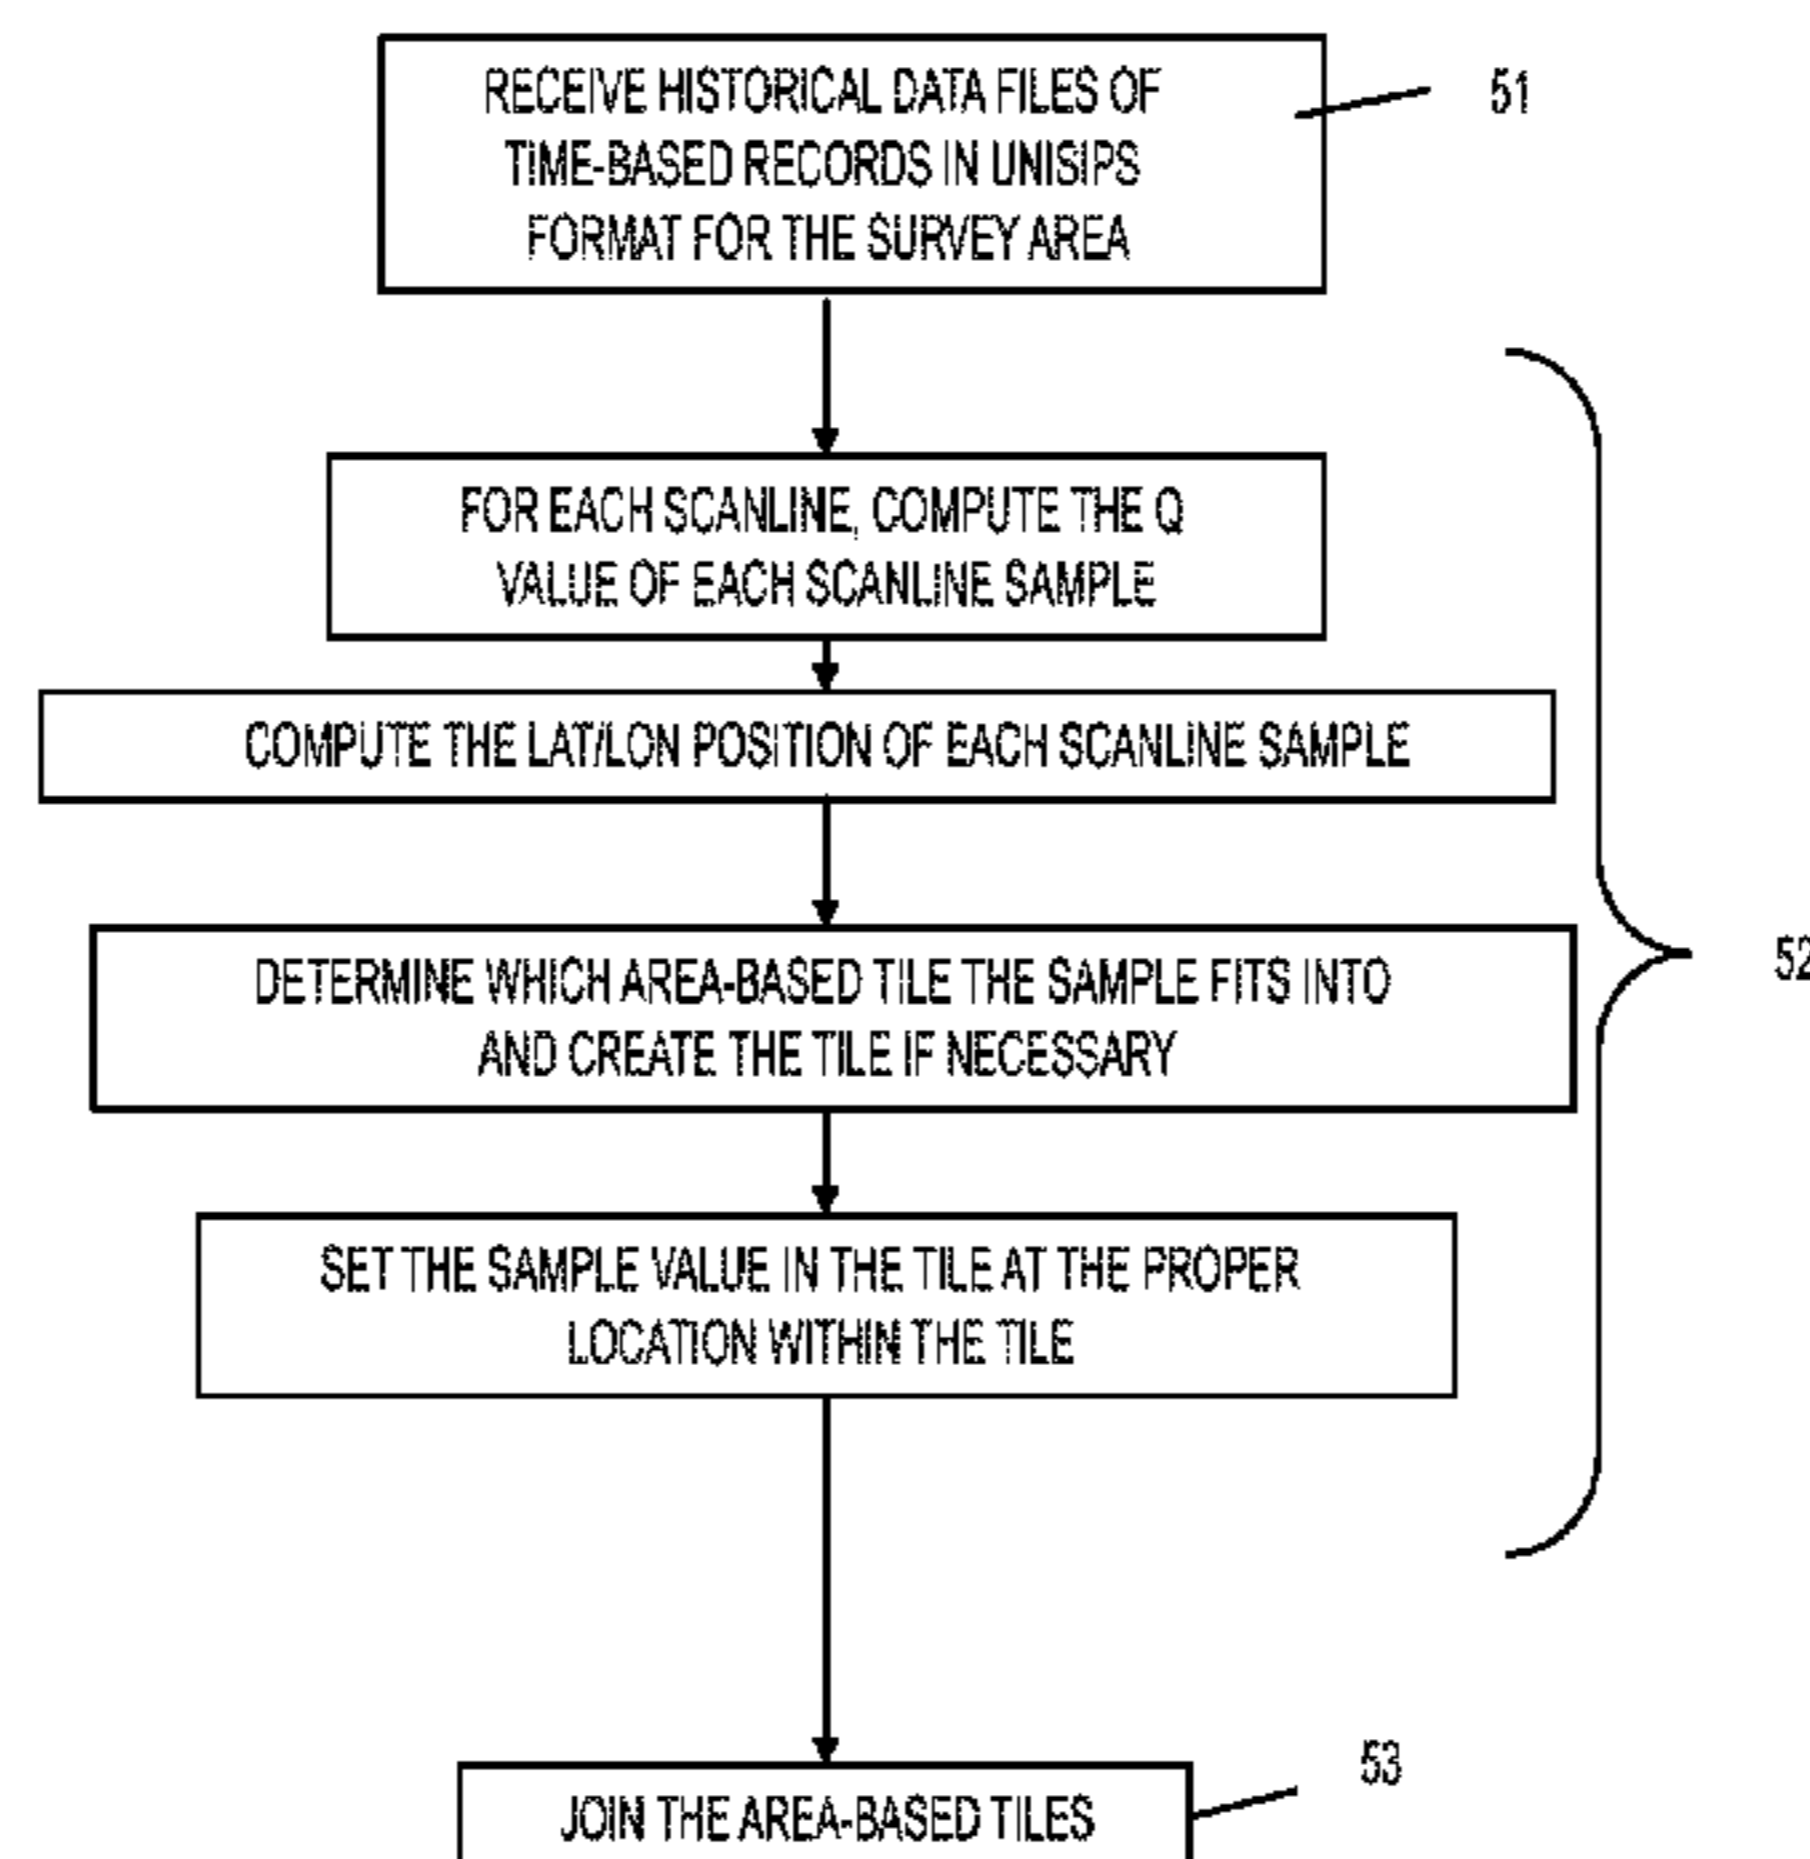 RECEIVE HISTORICAL DATA FILES OF
TIME-BASED RECORDS IN UNISIPS
FORMAT FOR THE SURVEY AREA
51
FOR EACH SCANLINE, COMPUTE THE Q
VALUE OF EACH SCANLINE SAMPLE
COMPUTE THE LAT/LON POSITION OF EACH SCANLINE SAMPLE
DETERMINE WHICH AREA-BASED TILE THE SAMPLE FITS INTO
AND CREATE THE TILE IF NECESSARY
52
SET THE SAMPLE VALUE IN THE TILE AT THE PROPER
LOCATION WITHIN THE TILE
53
JOIN THE AREA-BASED TILES